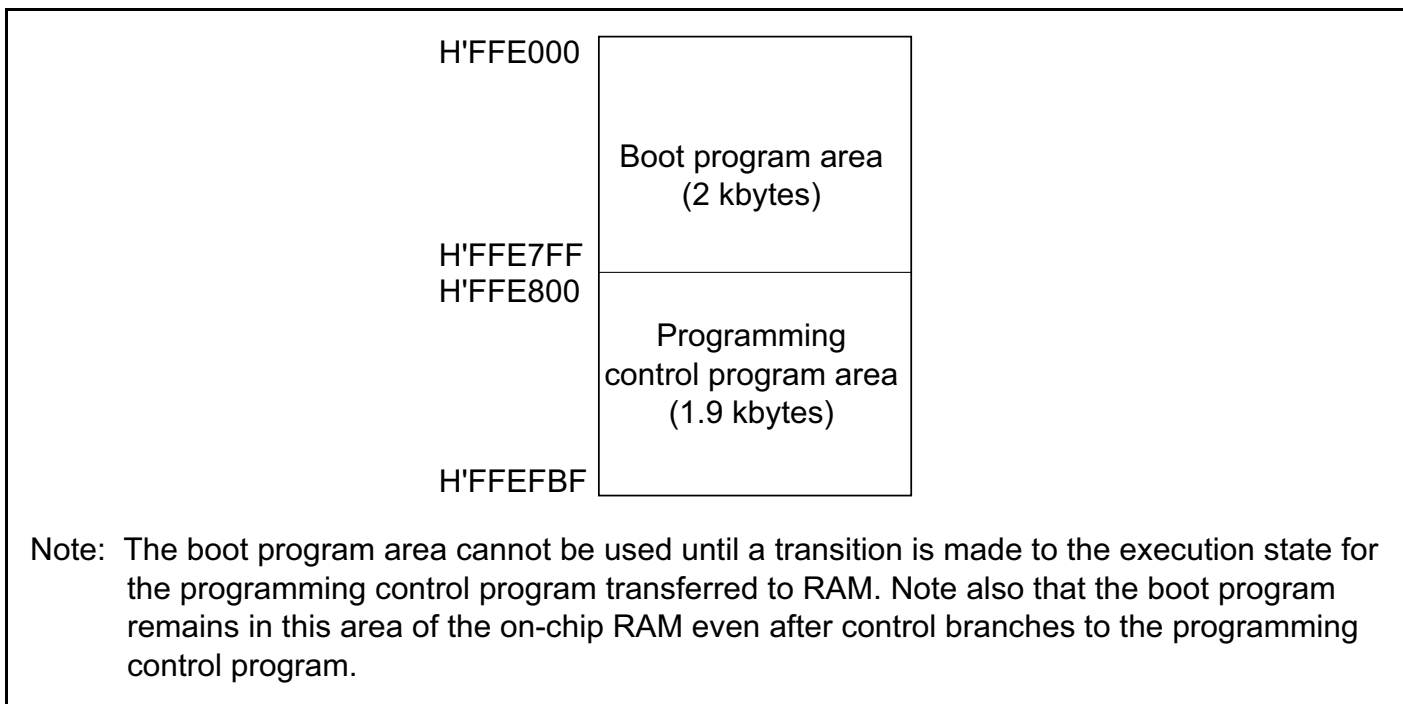 H'FFE000
Boot program area
(2 kbytes)
H'FFE7FF
H'FFE800
Programming
control program area
(1.9 kbytes)
H'FFEFBF
Note: The boot program area cannot be used until a transition is made to the execution state for
the programming control program transferred to RAM. Note also that the boot program
remains in this area of the on-chip RAM even after control branches to the programming
control program.